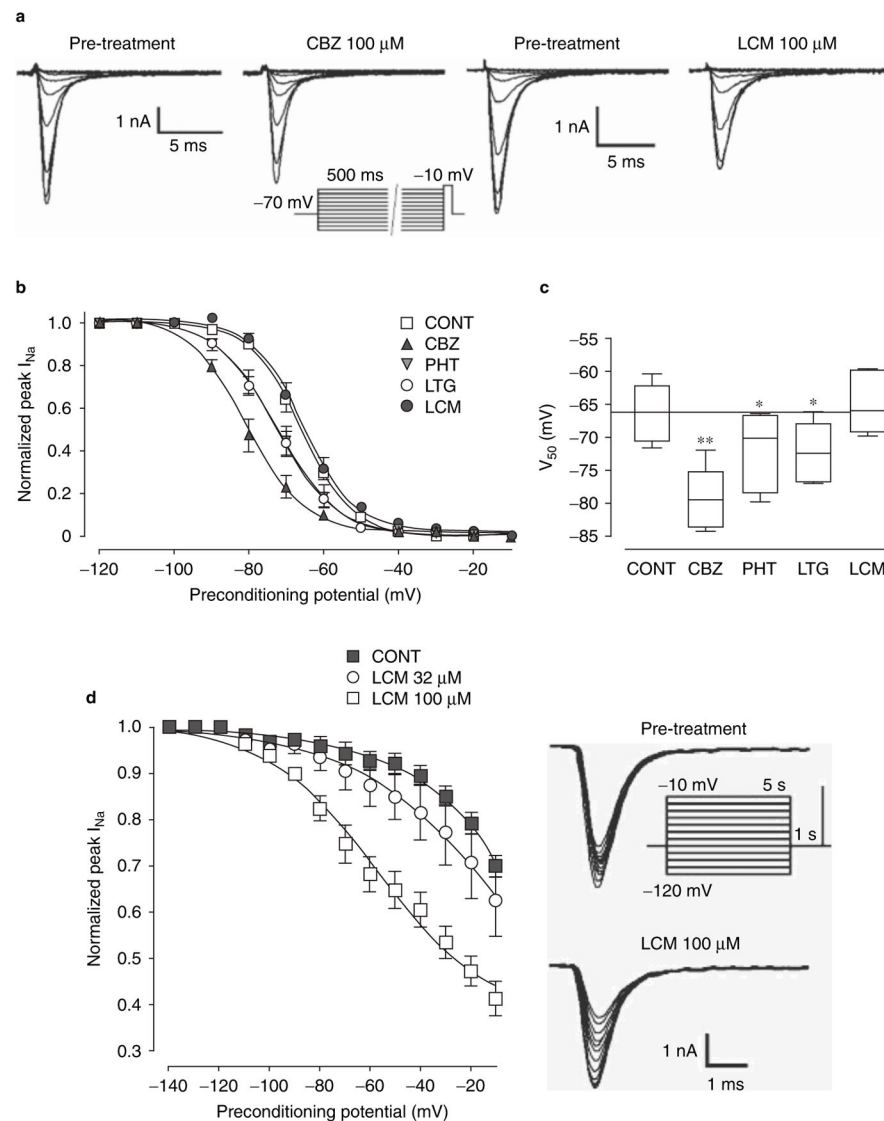 a
Pre-treatment
CBZ 100 μM
Pre-treatment
LCM 100 μM
1 nA
5 ms
1 nA
5 ms
500 ms
−10 mV
−70 mV
b
Normalized peak I_Na
1.0
0.8
0.6
0.4
0.2
0
−120
−100
−80
−60
−40
−20
Preconditioning potential (mV)
CONT
CBZ
PHT
LTG
LCM
c
V_50 (mV)
−55
−60
−65
−70
−75
−80
−85
**
*
*
CONT
CBZ
PHT
LTG
LCM
d
CONT
LCM 32 μM
LCM 100 μM
Normalized peak I_Na
1.0
0.9
0.8
0.7
0.6
0.5
0.4
0.3
−140
−120
−100
−80
−60
−40
−20
Preconditioning potential (mV)
Pre-treatment
−10 mV
5 s
1 s
−120 mV
LCM 100 μM
1 nA
1 ms